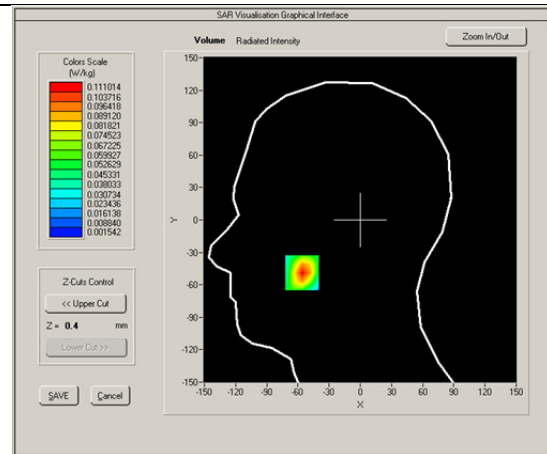 SAR Visualisation Graphical Interface
Volume Radiated Intensity
Zoom In/Out
Colors Scale
(W/kg)
0.111014
0.103716
0.096418
0.089120
0.081821
0.074523
0.067225
0.059927
0.052629
0.045331
0.038033
0.030734
0.023436
0.016138
0.008840
0.001542
Z-Cuts Control
<< Upper Cut
Z = 0.4 mm
Lower Cut >>
SAVE Cancel
150
120
90
60
30
0
-30
-60
-90
-120
-150
Y
-150 -120 -90 -60 -30 0 30 60 90 120 150
X